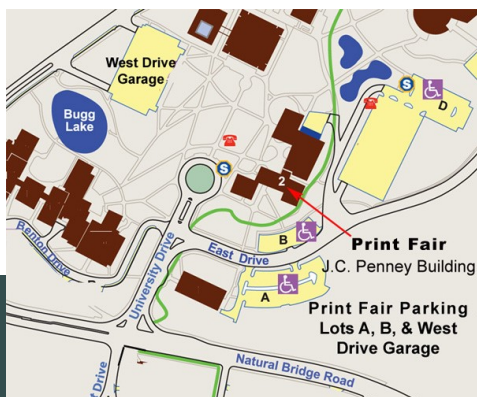 West Drive
Garage
Bugg
Lake
S
S
D
2
B
A
Print Fair
J.C. Penney Building
East Drive
Benton Drive
University Drive
Print Fair Parking
Lots A, B, & West
Drive Garage
Natural Bridge Road
t Drive